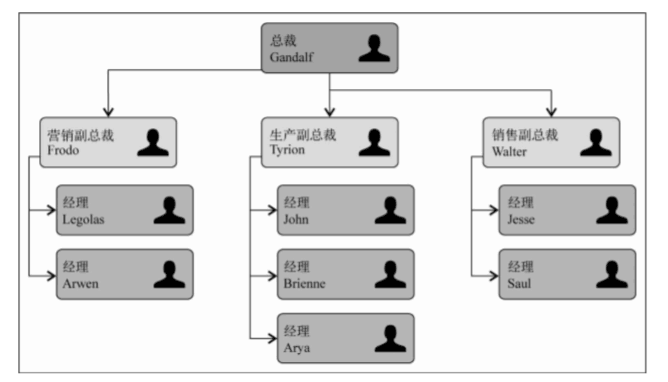 总裁
Gandalf
营销副总裁
Frodo
生产副总裁
Tyrion
销售副总裁
Walter
经理
Legolas
经理
John
经理
Jesse
经理
Arwen
经理
Brienne
经理
Saul
经理
Arya